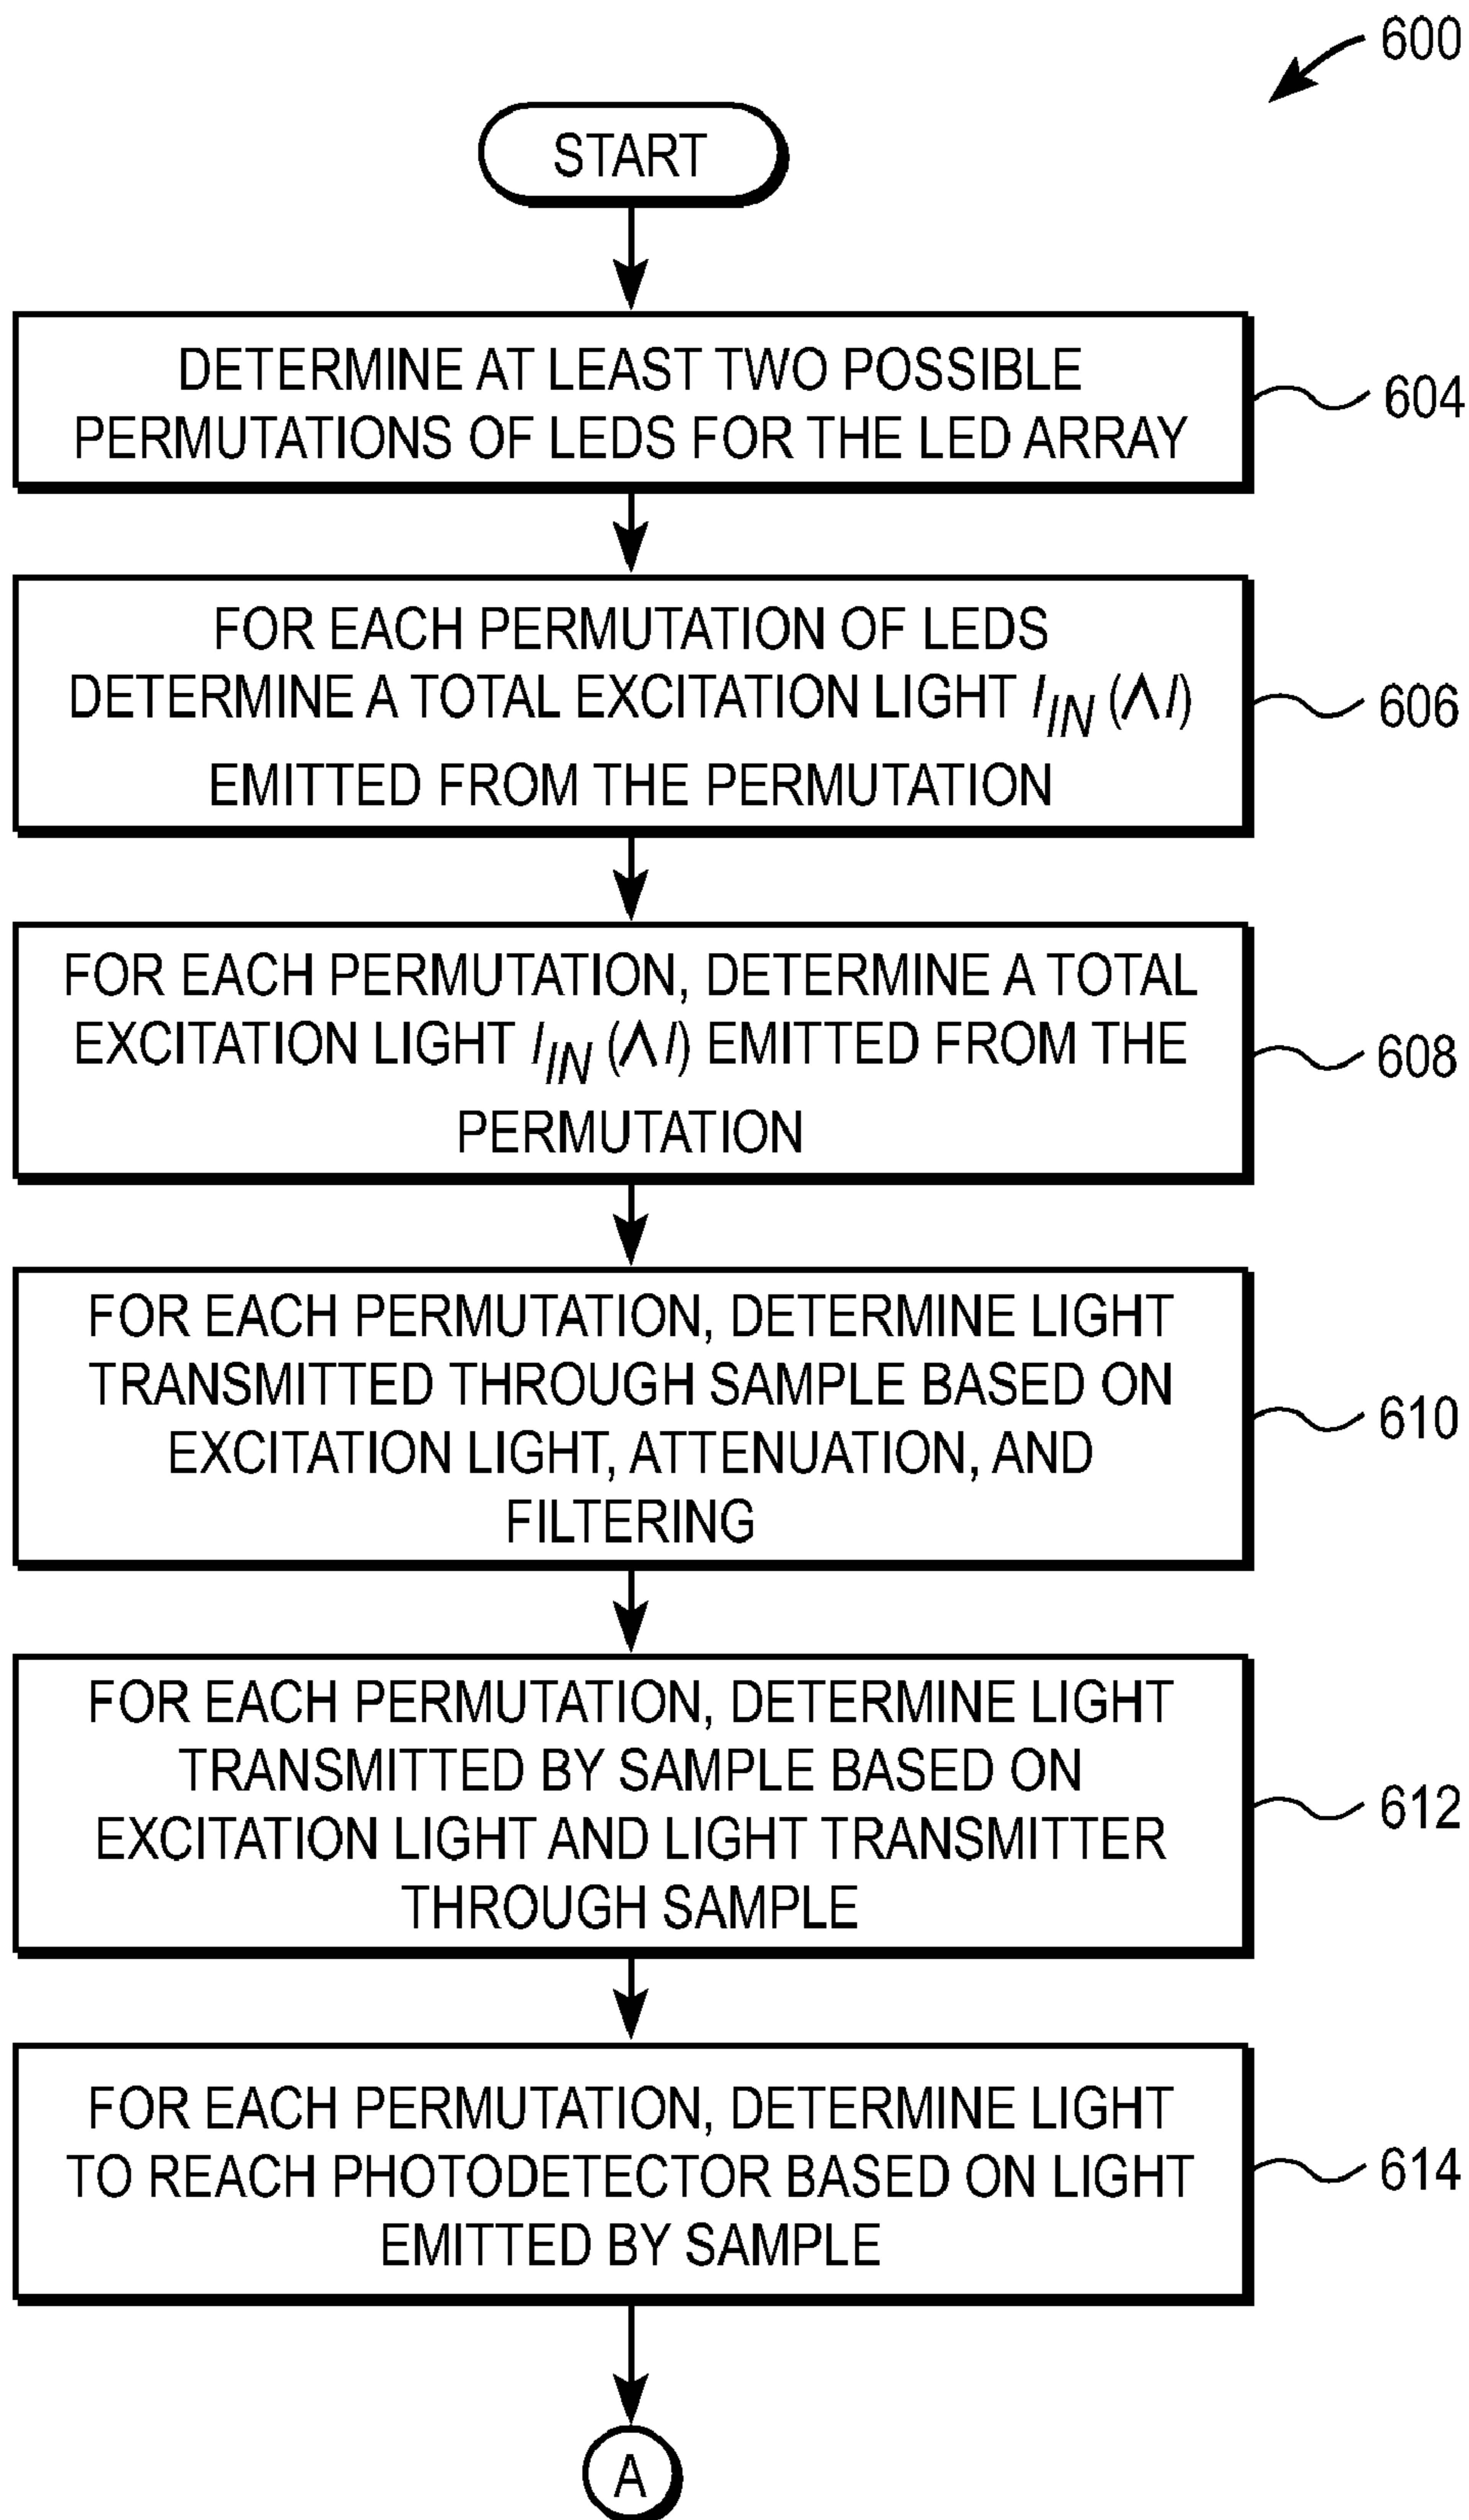 600
START
DETERMINE AT LEAST TWO POSSIBLE
PERMUTATIONS OF LEDS FOR THE LED ARRAY
604
FOR EACH PERMUTATION OF LEDS
DETERMINE A TOTAL EXCITATION LIGHT I_IN (Λ I)
EMITTED FROM THE PERMUTATION
606
FOR EACH PERMUTATION, DETERMINE A TOTAL
EXCITATION LIGHT I_IN (Λ I) EMITTED FROM THE
PERMUTATION
608
FOR EACH PERMUTATION, DETERMINE LIGHT
TRANSMITTED THROUGH SAMPLE BASED ON
EXCITATION LIGHT, ATTENUATION, AND
FILTERING
610
FOR EACH PERMUTATION, DETERMINE LIGHT
TRANSMITTED BY SAMPLE BASED ON
EXCITATION LIGHT AND LIGHT TRANSMITTER
THROUGH SAMPLE
612
FOR EACH PERMUTATION, DETERMINE LIGHT
TO REACH PHOTODETECTOR BASED ON LIGHT
EMITTED BY SAMPLE
614
A